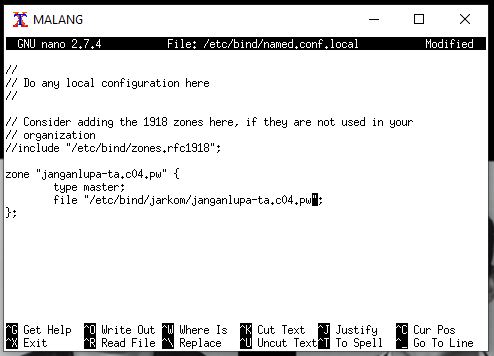 MALANG
GNU nano 2.7.4 File: /etc/bind/named.conf.local Modified
//
// Do any local configuration here
//
// Consider adding the 1918 zones here, if they are not used in your
// organization
//include "/etc/bind/zones.rfc1918";
zone "janganlupa-ta.c04.pw" {
type master;
file "/etc/bind/jarkom/janganlupa-ta.c04.pw";
};
^G Get Help ^O Write Out ^W Where Is ^K Cut Text ^J Justify ^C Cur Pos
^X Exit ^R Read File ^\ Replace ^U Uncut Text ^T To Spell ^_ Go To Line